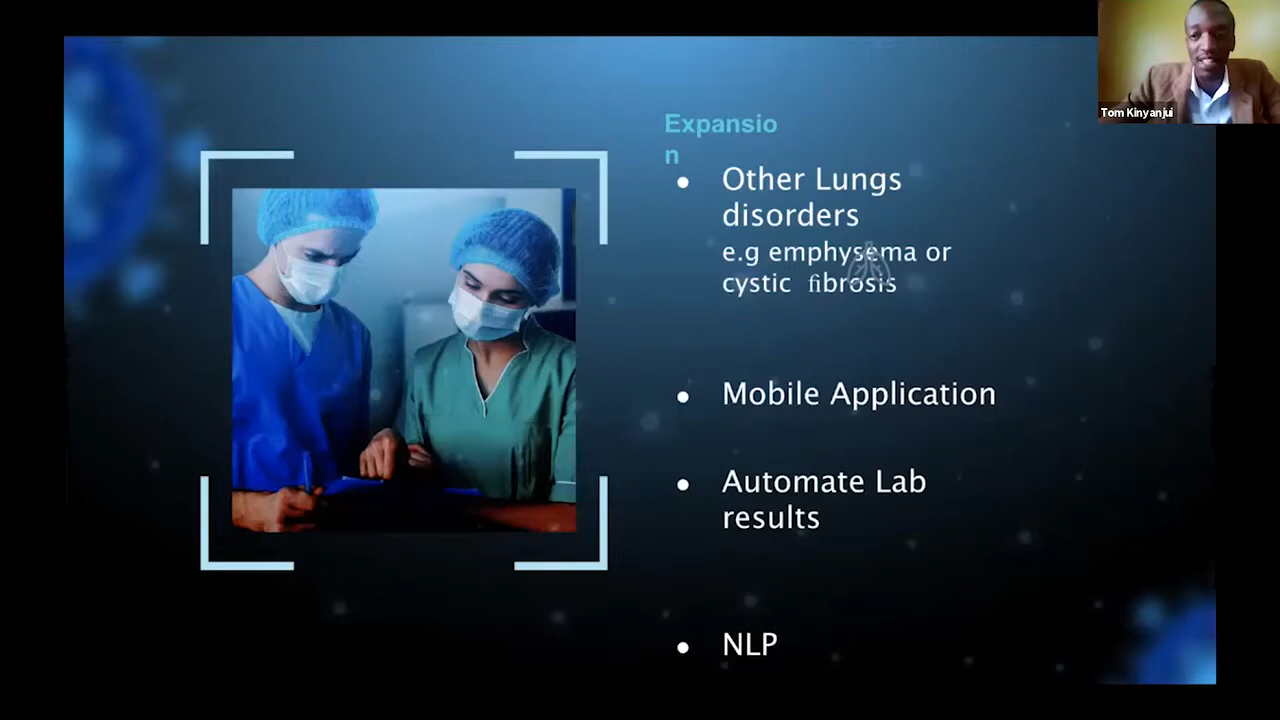 Tom Kinyanjui
Expansio
n
Other Lungs
disorders
e.g emphysema or
cystic fibrosis
Mobile Application
Automate Lab
results
NLP